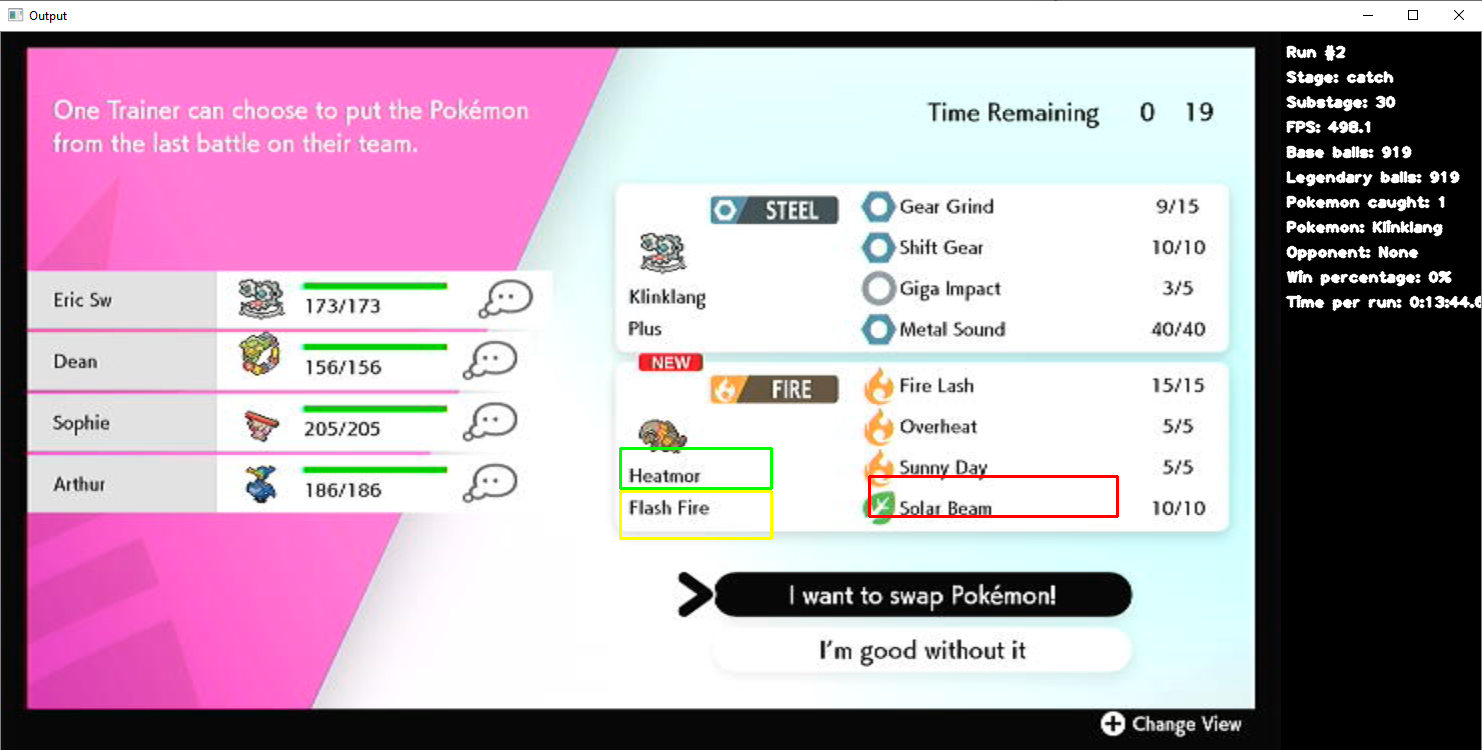 Output
One Trainer can choose to put the Pokémon
from the last battle on their team.
Time Remaining 0 19
STEEL
Klinklang
Plus
Gear Grind 9/15
Shift Gear 10/10
Giga Impact 3/5
Metal Sound 40/40
Eric Sw 173/173
Dean 156/156
Sophie 205/205
Arthur 186/186
NEW
FIRE
Heatmor
Flash Fire
Fire Lash 15/15
Overheat 5/5
Sunny Day 5/5
Solar Beam 10/10
I want to swap Pokémon!
I'm good without it
Change View
Run #2
Stage: catch
Substage: 30
FPS: 498.1
Base balls: 919
Legendary balls: 919
Pokemon caught: 1
Pokemon: Klinklang
Opponent: None
Win percentage: 0%
Time per run: 0:13:44.6